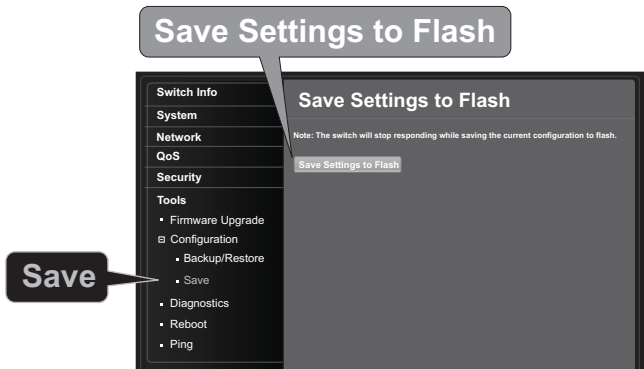 Save Settings to Flash
Switch Info
System
Network
QoS
Security
Tools
Firmware Upgrade
Configuration
Backup/Restore
Save
Diagnostics
Reboot
Ping
Save
Save Settings to Flash
Note: The switch will stop responding while saving the current configuration to flash.
Save Settings to Flash